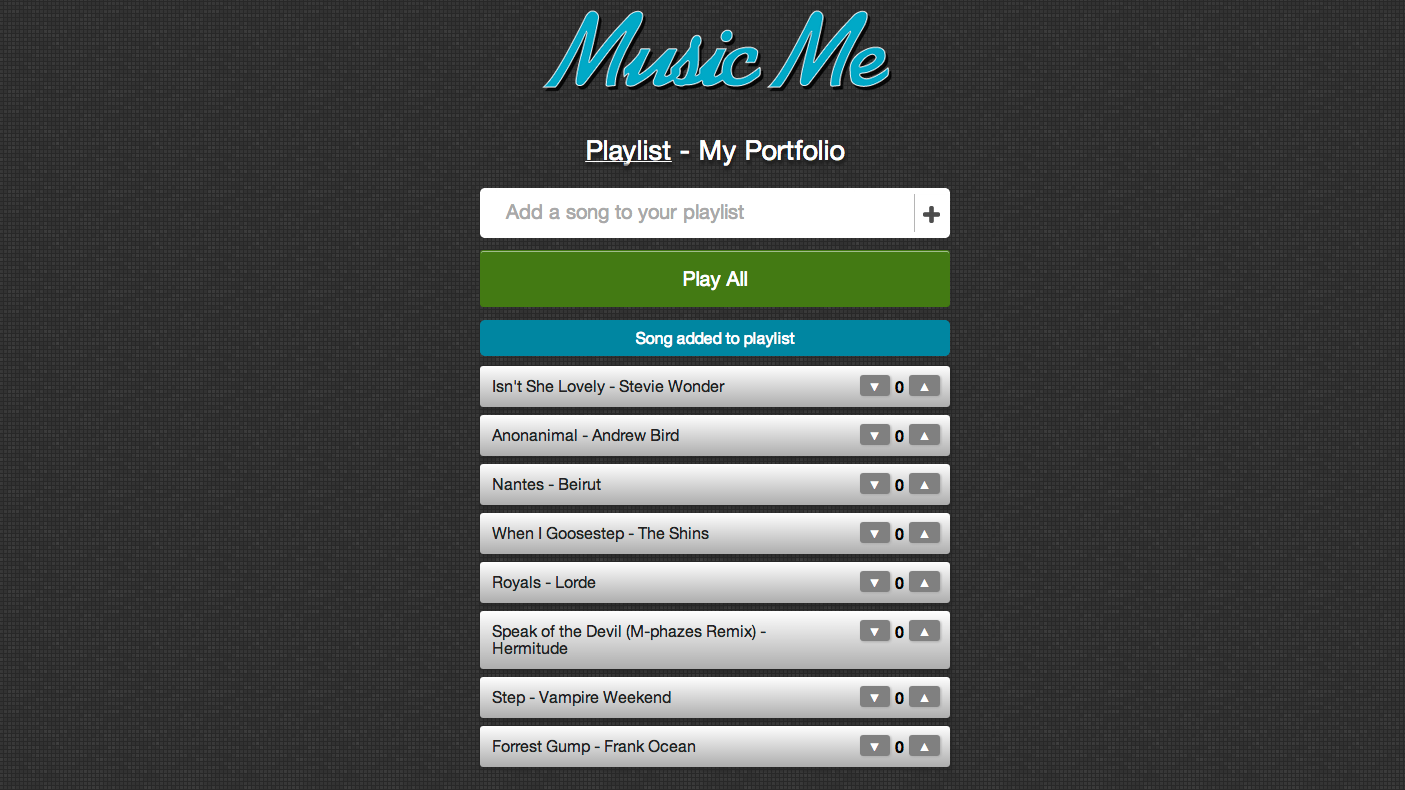 Music Me
Playlist - My Portfolio
Add a song to your playlist +
Play All
Song added to playlist
Isn't She Lovely - Stevie Wonder ▼ 0 ▲
Anonanimal - Andrew Bird ▼ 0 ▲
Nantes - Beirut ▼ 0 ▲
When I Goosestep - The Shins ▼ 0 ▲
Royals - Lorde ▼ 0 ▲
Speak of the Devil (M-phazes Remix) - ▼ 0 ▲
Hermitude
Step - Vampire Weekend ▼ 0 ▲
Forrest Gump - Frank Ocean ▼ 0 ▲